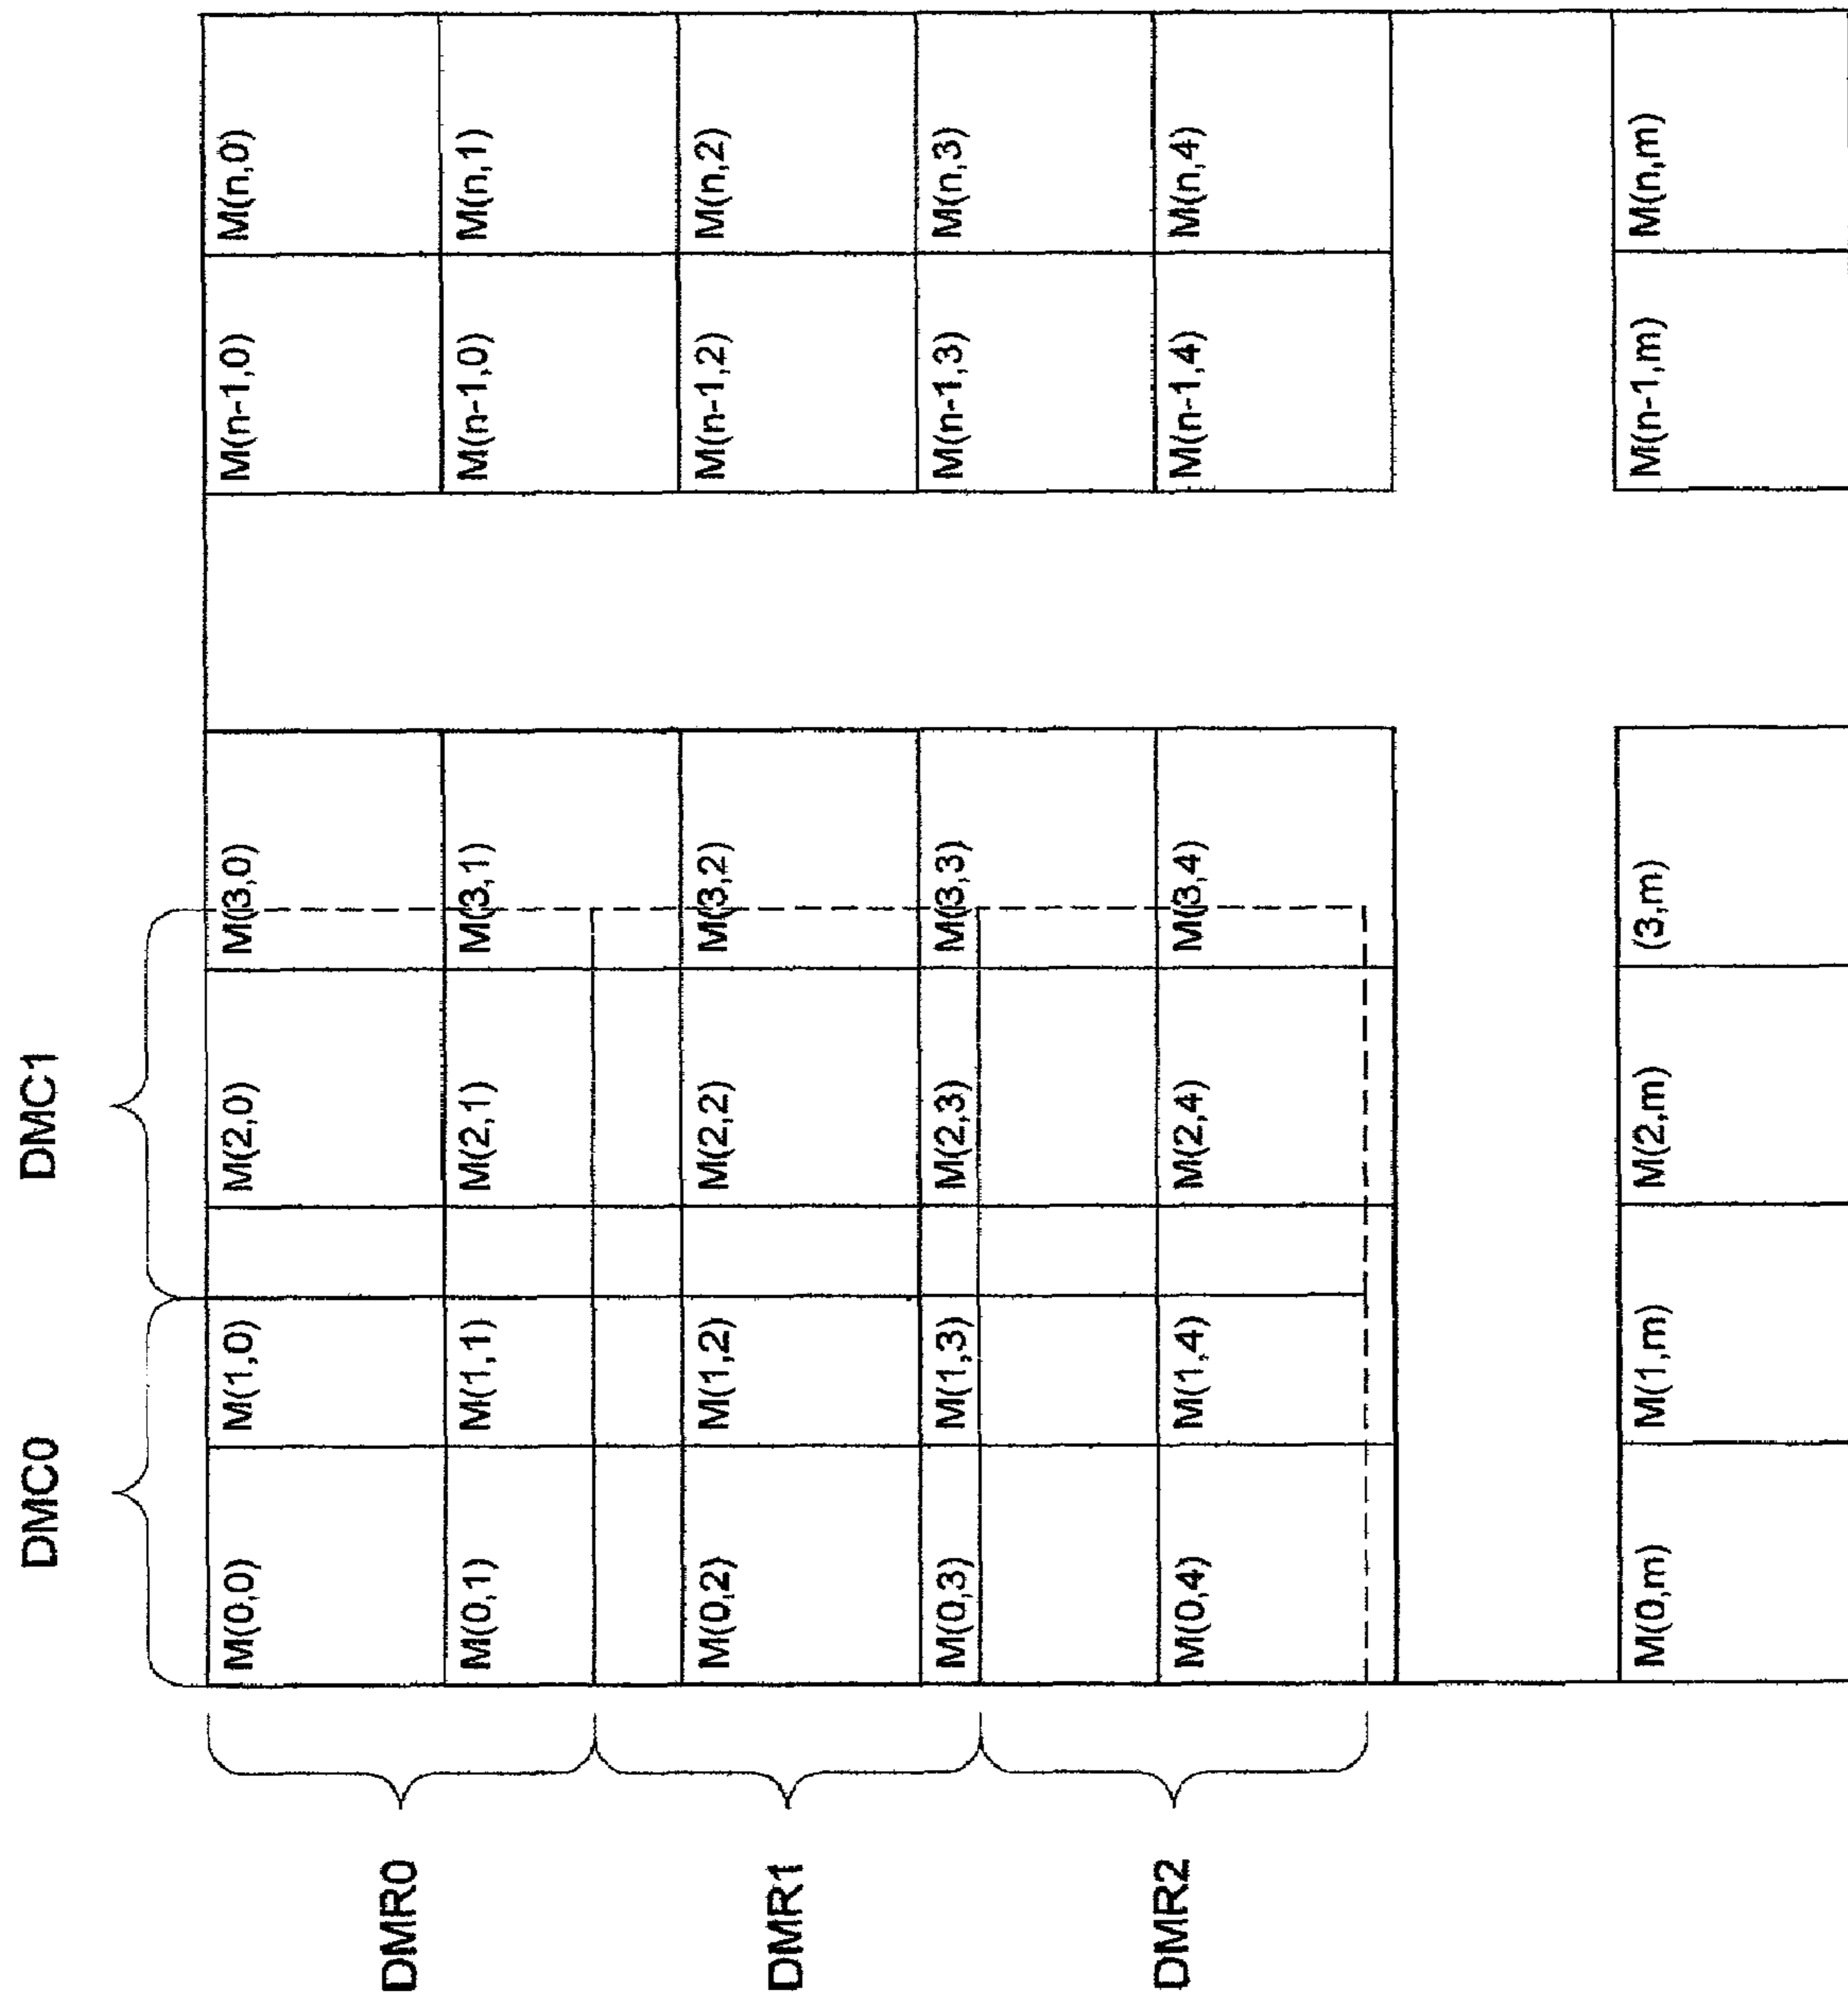 DMC0 DMC1
M(0,0) M(1,0) M(2,0) M(3,0) M(n-1,0) M(n,0)
DMR0
M(0,1) M(1,1) M(2,1) M(3,1) M(n-1,0) M(n,1)
M(0,2) M(1,2) M(2,2) M(3,2) M(n-1,2) M(n,2)
DMR1
M(0,3) M(1,3) M(2,3) M(3,3) M(n-1,3) M(n,3)
DMR2
M(0,4) M(1,4) M(2,4) M(3,4) M(n-1,4) M(n,4)
M(0,m) M(1,m) M(2,m) (3,m) M(n-1,m) M(n,m)